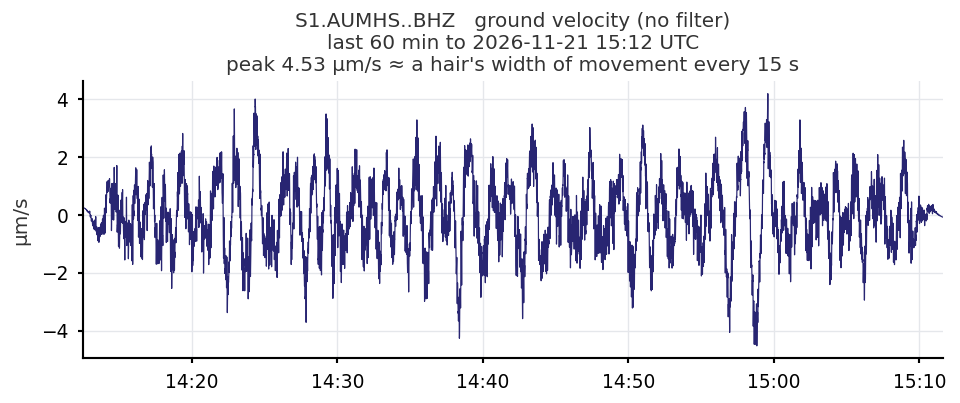 S1.AUMHS..BHZ   ground velocity (no filter)
last 60 min to 2026-11-21 15:12 UTC
peak 4.53 µm/s ≈ a hair's width of movement every 15 s
4
2
0
−2
−4
µm/s
14:20
14:30
14:40
14:50
15:00
15:10